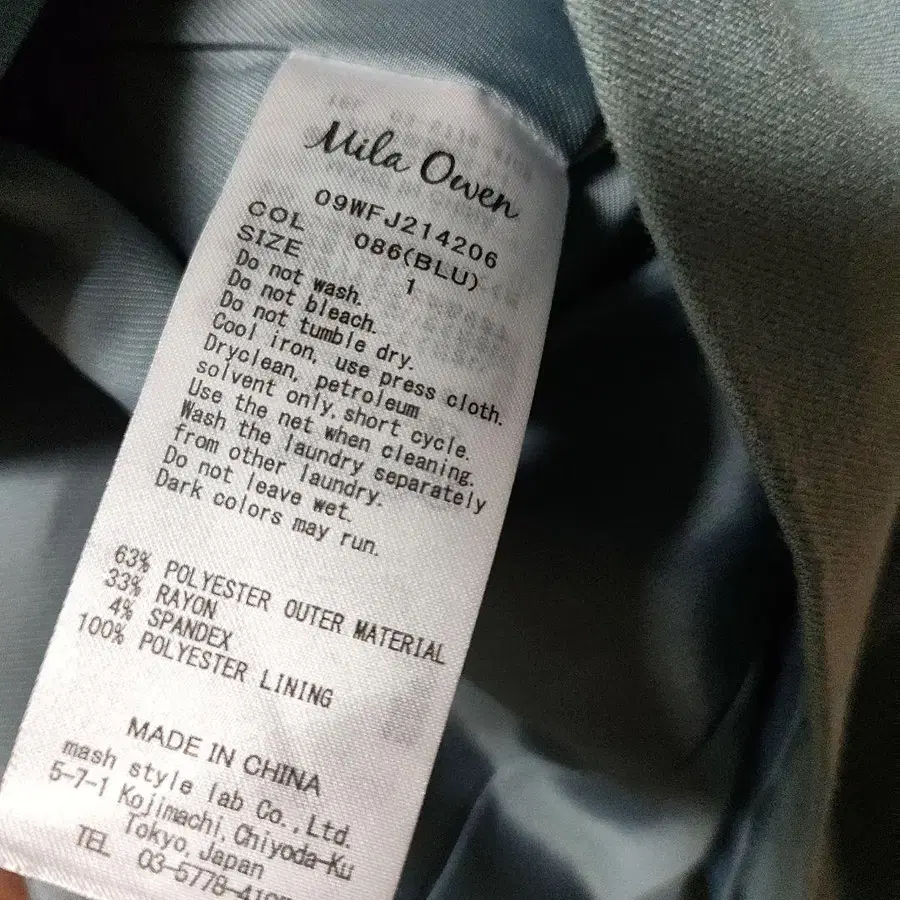 Mila Owen
09WFJ214206
COL 086(BLU)
SIZE 1
Do not wash.
Do not bleach.
Do not tumble dry.
Cool iron, use press cloth.
Dryclean, petroleum
solvent only, short cycle.
Use the net when cleaning.
Wash the laundry separately
from other laundry.
Do not leave wet.
Dark colors may run.
63% POLYESTER OUTER MATERIAL
33% RAYON
4% SPANDEX
100% POLYESTER LINING
MADE IN CHINA
mash style lab Co.,Ltd.
5-7-1 Kojimachi,Chiyoda-Ku
Tokyo,Japan
TEL